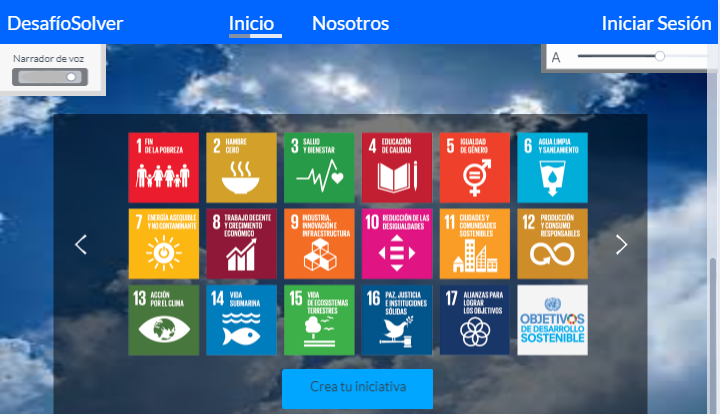 DesafíoSolver Inicio Nosotros Iniciar Sesión
Narrador de voz
A
1 FIN
DE LA POBREZA
2 HAMBRE
CERO
3 SALUD
Y BIENESTAR
4 EDUCACIÓN
DE CALIDAD
5 IGUALDAD
DE GÉNERO
6 AGUA LIMPIA
Y SANEAMIENTO
7 ENERGÍA ASEQUIBLE
Y NO CONTAMINANTE
8 TRABAJO DECENTE
Y CRECIMIENTO
ECONÓMICO
9 INDUSTRIA,
INNOVACIÓN E
INFRAESTRUCTURA
10 REDUCCIÓN DE LAS
DESIGUALDADES
11 CIUDADES Y
COMUNIDADES
SOSTENIBLES
12 PRODUCCIÓN
Y CONSUMO
RESPONSABLES
13 ACCIÓN
POR EL CLIMA
14 VIDA
SUBMARINA
15 VIDA
DE ECOSISTEMAS
TERRESTRES
16 PAZ, JUSTICIA
E INSTITUCIONES
SÓLIDAS
17 ALIANZAS PARA
LOGRAR
LOS OBJETIVOS
OBJETIVOS
DE DESARROLLO
SOSTENIBLE
Crea tu iniciativa